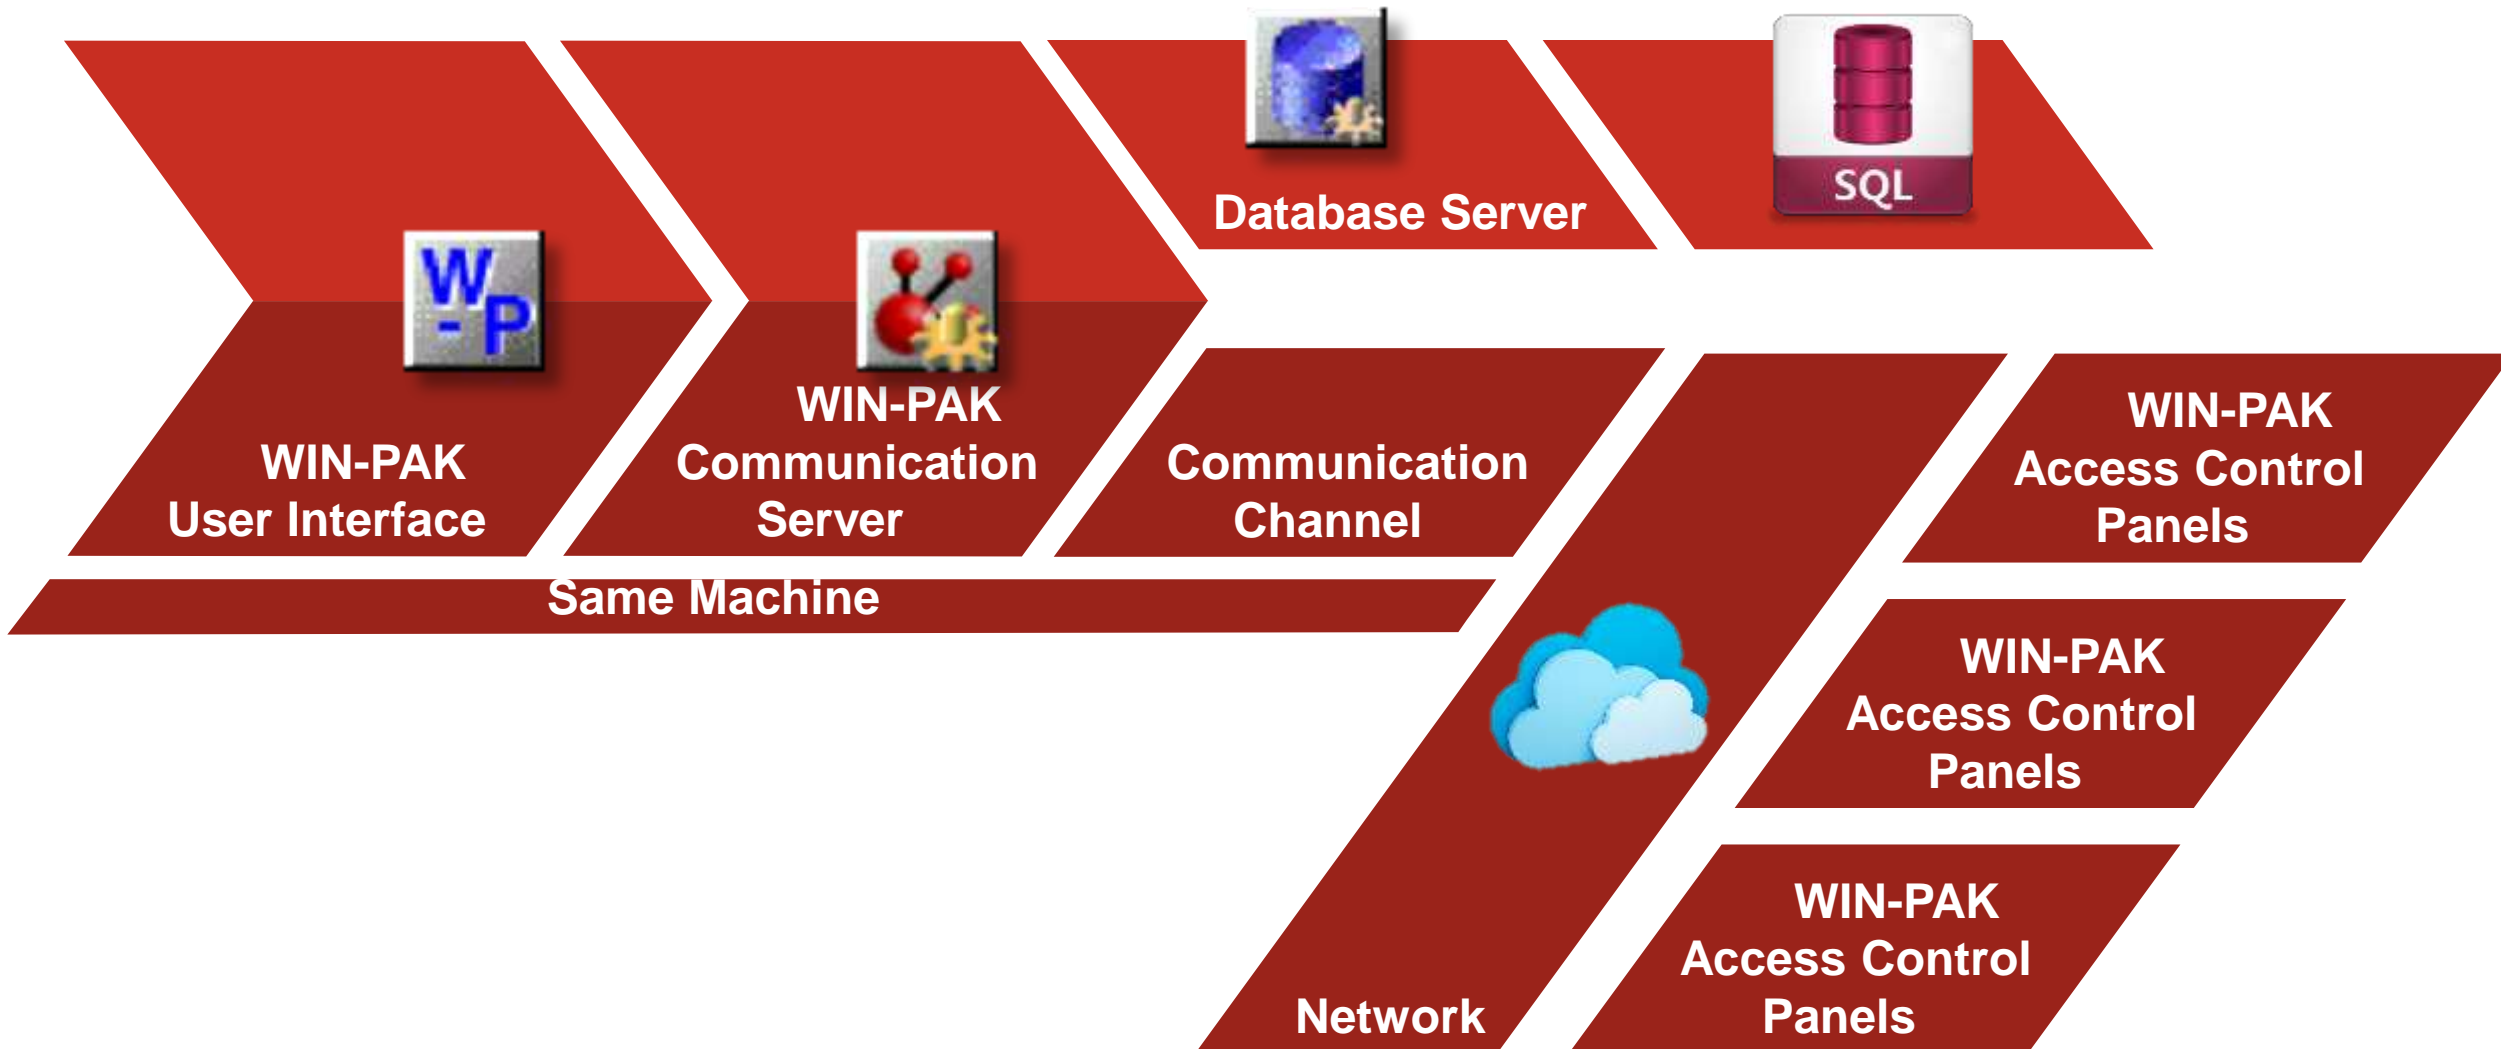 SQL
Database Server
W
-P
WIN-PAK
User Interface
WIN-PAK
Communication
Server
Communication
Channel
WIN-PAK
Access Control
Panels
Same Machine
WIN-PAK
Access Control
Panels
WIN-PAK
Access Control
Panels
Network